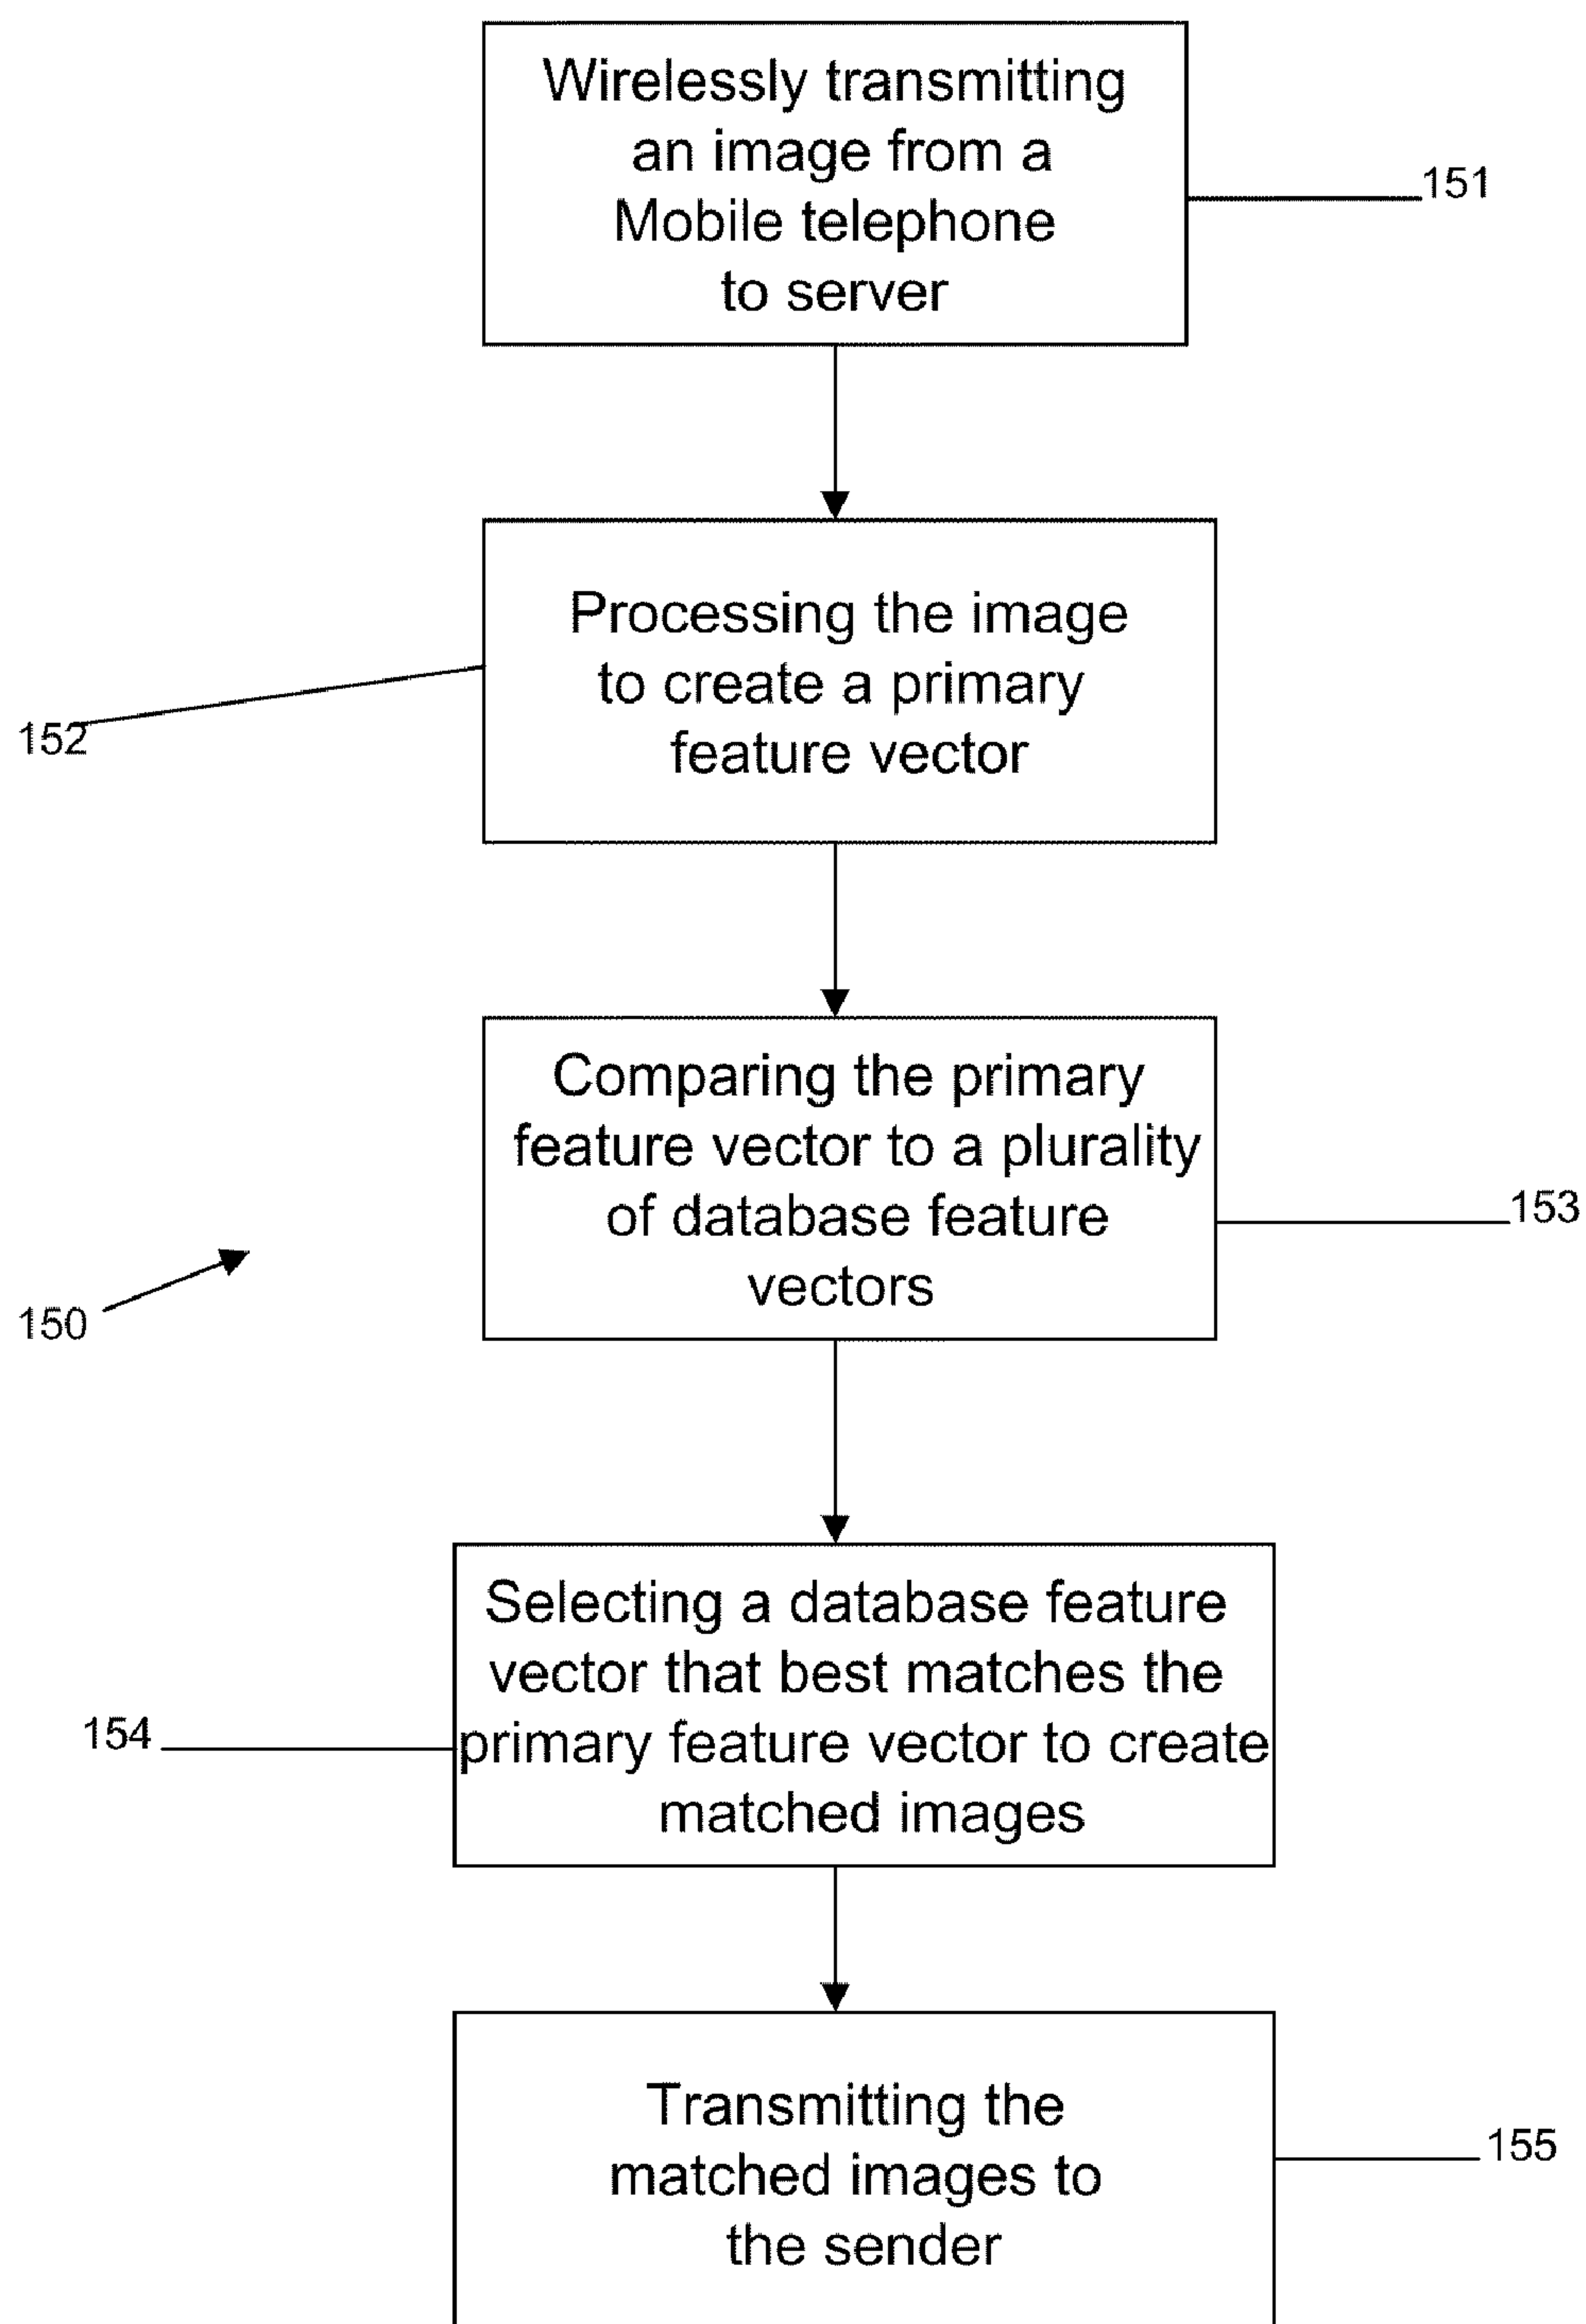 Wirelessly transmitting
an image from a
Mobile telephone
to server
151
Processing the image
to create a primary
feature vector
152
Comparing the primary
feature vector to a plurality
of database feature
vectors
153
150
Selecting a database feature
vector that best matches the
primary feature vector to create
matched images
154
Transmitting the
matched images to
the sender
155